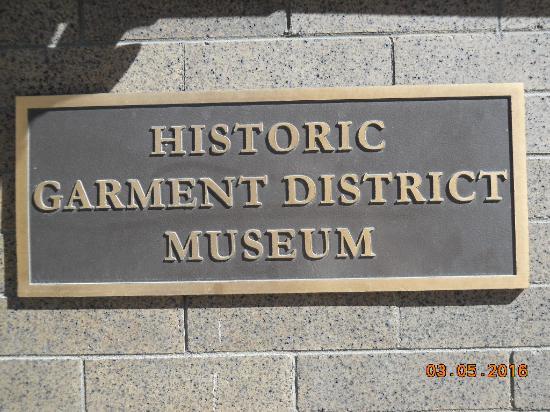 HISTORIC
GARMENT DISTRICT
MUSEUM
03.05.2016